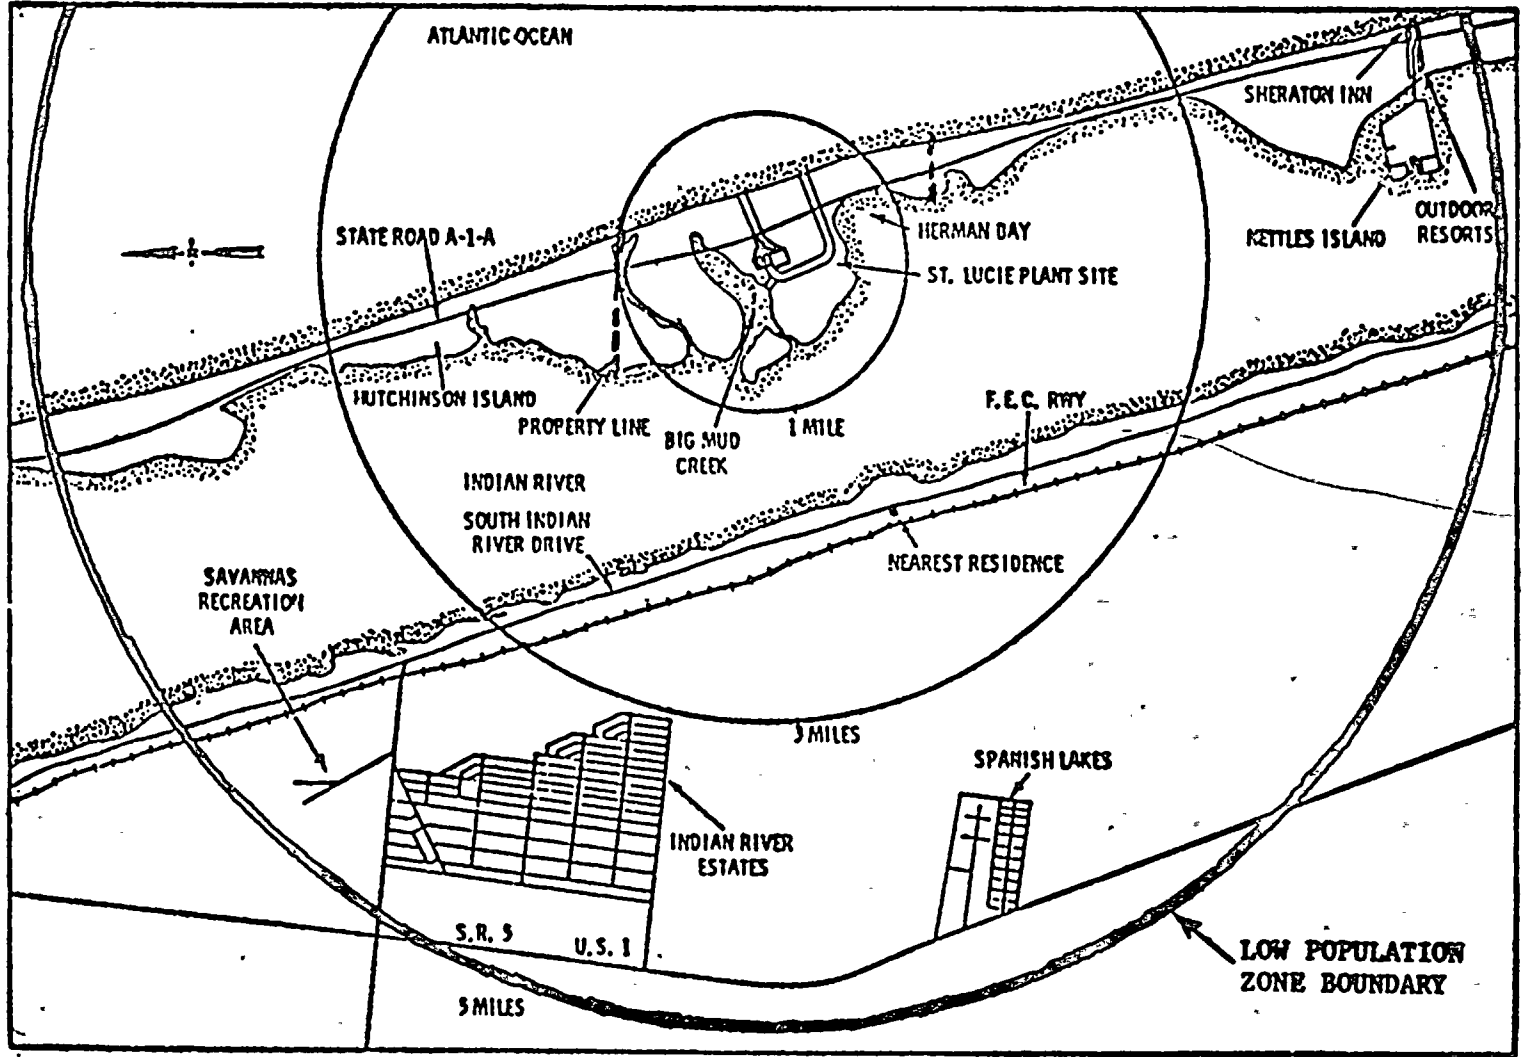 ATLANTIC OCEAN
SHERATON INN
STATE ROAD A-1-A
HERMAN BAY
NETTLES ISLAND
OUTDOOR
RESORTS
ST. LUCIE PLANT SITE
HUTCHINSON ISLAND
PROPERTY LINE
BIG MUD
CREEK
1 MILE
F.E.C. RWY
INDIAN RIVER
SOUTH INDIAN
RIVER DRIVE
NEAREST RESIDENCE
SAVANNAS
RECREATION
AREA
3 MILES
SPANISH LAKES
INDIAN RIVER
ESTATES
S.R. 5
U.S. 1
5 MILES
LOW POPULATION
ZONE BOUNDARY